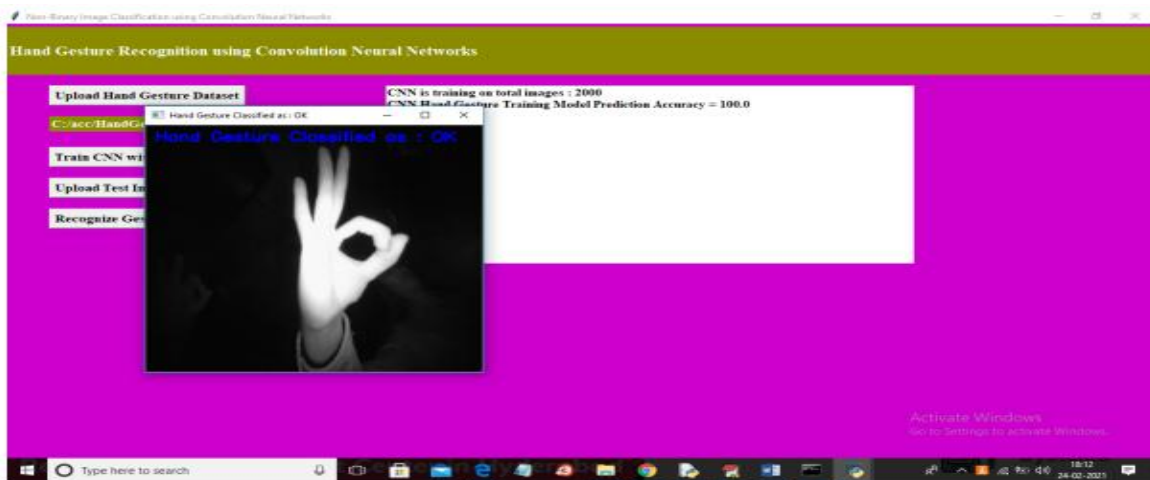 Non-Binary Image Classification using Convolution Neural Networks
Hand Gesture Recognition using Convolution Neural Networks
Upload Hand Gesture Dataset
CNN is training on total images : 2000
CNN Hand Gesture Training Model Prediction Accuracy = 100.0
Hand Gesture Classified as : OK
C:/acc/HandG
Hand Gesture Classified as : OK
Train CNN wi
Upload Test Im
Recognize Ges
Activate Windows
Go to Settings to activate Windows.
Type here to search
18:12
24-02-2021